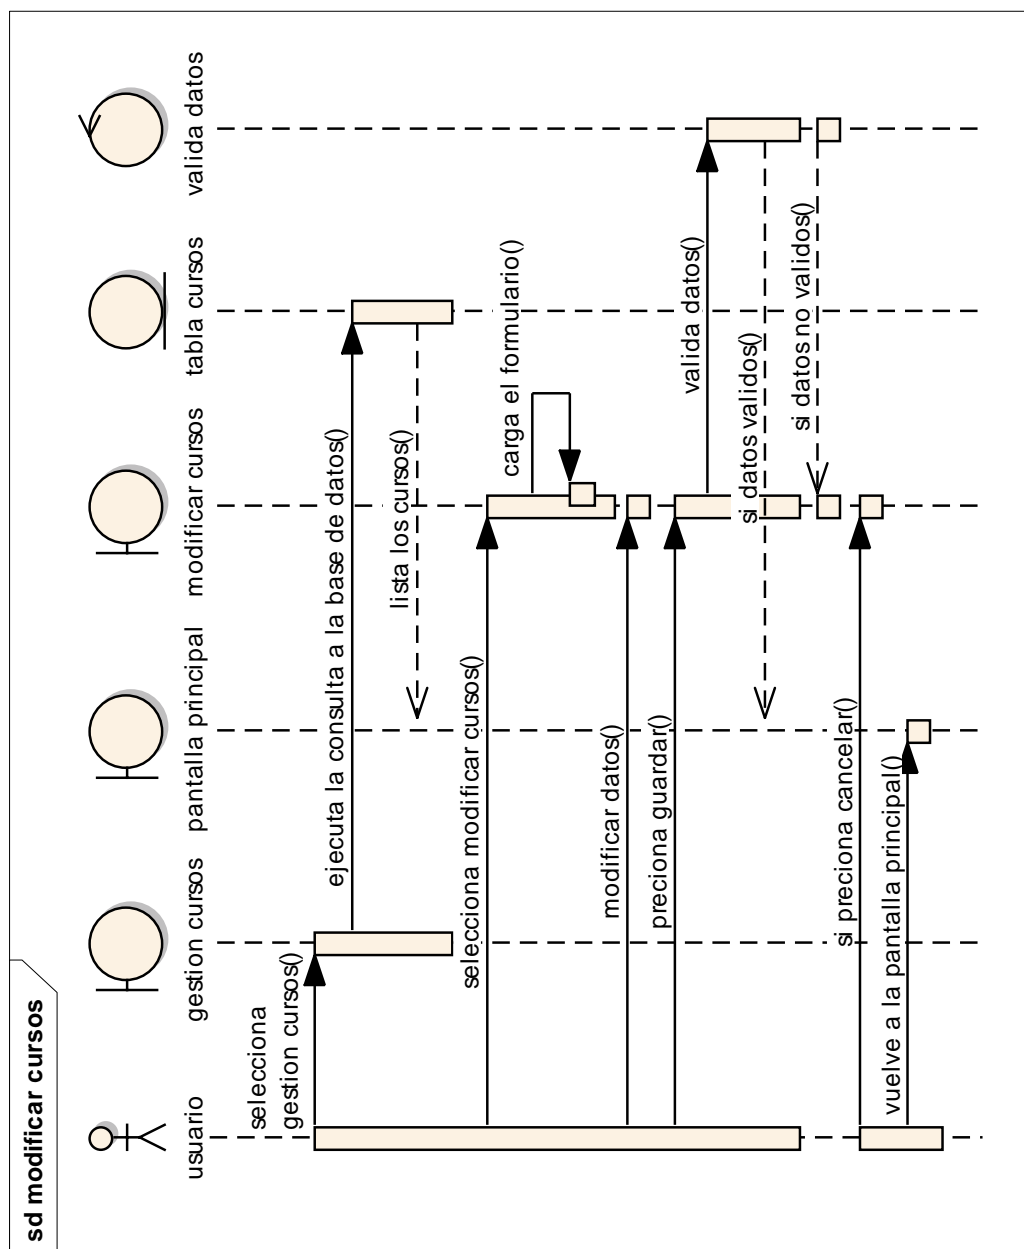 sd modificar cursos
usuario
gestion cursos
pantalla principal
modificar cursos
tabla cursos
valida datos
selecciona
gestion cursos()
ejecuta la consulta a la base de datos()
lista los cursos()
selecciona modificar cursos()
carga el formulario()
modificar datos()
preciona guardar()
valida datos()
si datos validos()
si datos no validos()
si preciona cancelar()
vuelve a la pantalla principal()